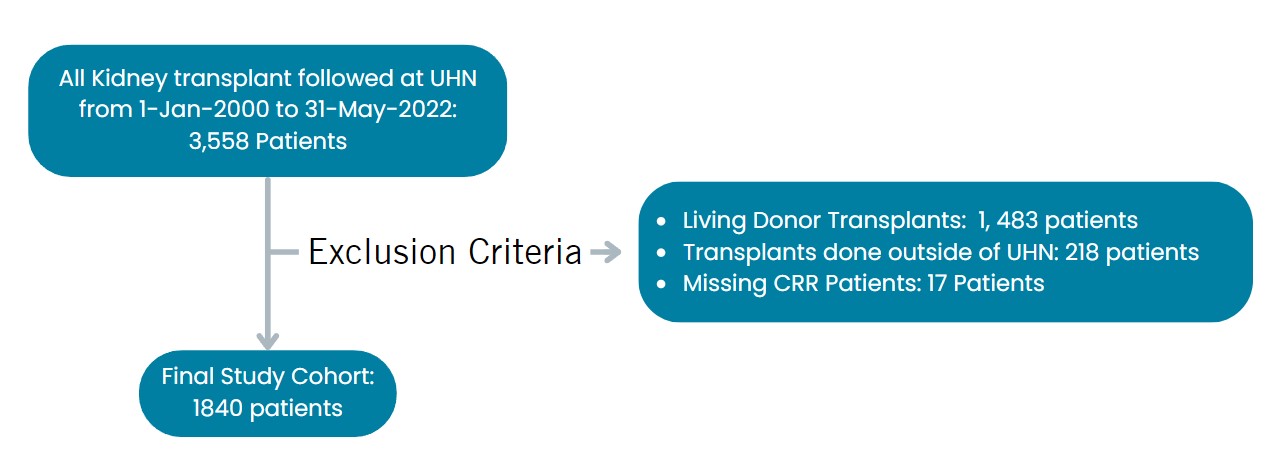 All Kidney transplant followed at UHN
from 1-Jan-2000 to 31-May-2022:
3,558 Patients
Exclusion Criteria
• Living Donor Transplants:  1, 483 patients
• Transplants done outside of UHN: 218 patients
• Missing CRR Patients: 17 Patients
Final Study Cohort:
1840 patients